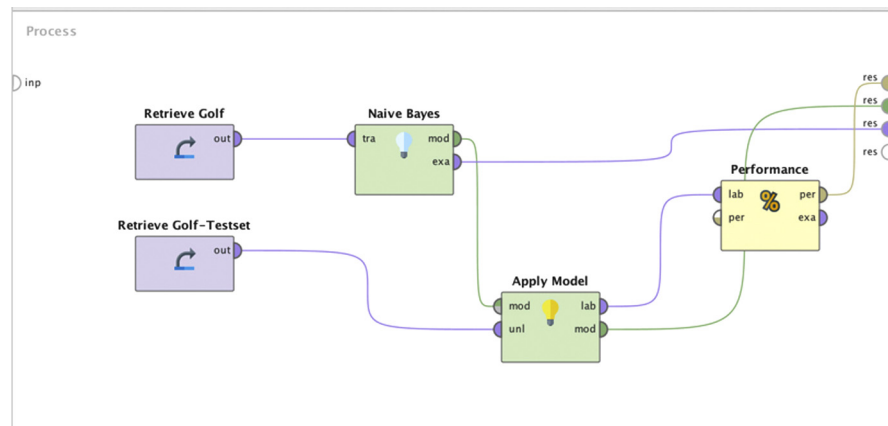 Process
inp
res
res
res
res
Retrieve Golf
out
Naive Bayes
tra
mod
exa
Performance
lab
per
per
exa
%
Retrieve Golf-Testset
out
Apply Model
mod
lab
unl
mod